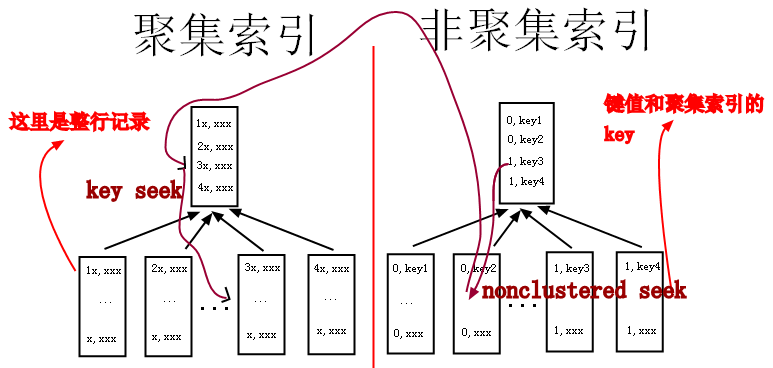 聚集索引
非聚集索引
这里是整行记录
键值和聚集索引的
key
1x, xxx
2x, xxx
3x, xxx
4x, xxx
key seek
0, key1
0, key2
1, key3
1, key4
1x, xxx
...
x, xxx
2x, xxx
...
x, xxx
...
3x, xxx
...
x, xxx
4x, xxx
...
x, xxx
0, key1
...
0, xxx
0, key2
0, xxx
nonclustered seek
...
1, key3
1, xxx
1, key4
1, xxx